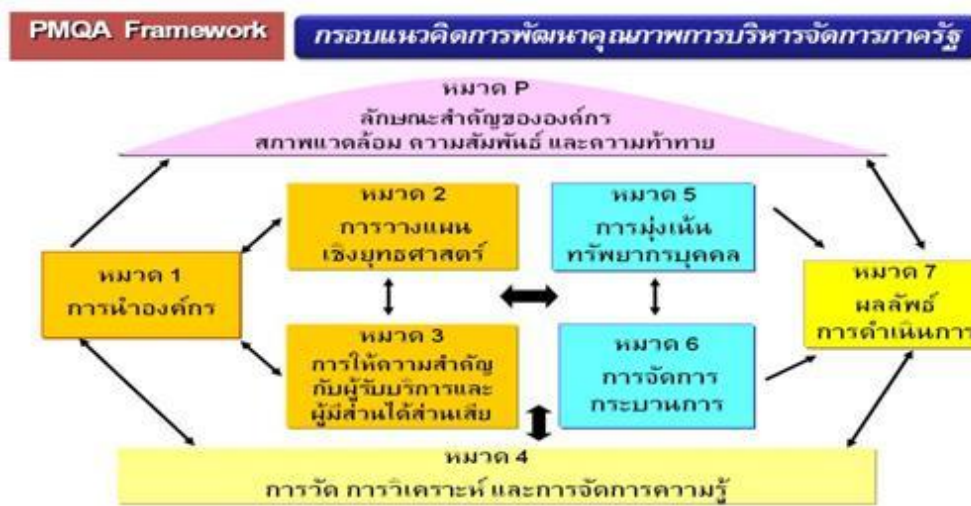 PMQA Framework
กรอบแนวคิดการพัฒนาคุณภาพการบริหารจัดการภาครัฐ
หมวด P
ลักษณะสำคัญขององค์กร
สภาพแวดล้อม ความสัมพันธ์ และความท้าทาย
หมวด 1
การนำองค์กร
หมวด 2
การวางแผน
เชิงยุทธศาสตร์
หมวด 3
การให้ความสำคัญ
กับผู้รับบริการและ
ผู้มีส่วนได้ส่วนเสีย
หมวด 5
การมุ่งเน้น
ทรัพยากรบุคคล
หมวด 6
การจัดการ
กระบวนการ
หมวด 7
ผลลัพธ์
การดำเนินการ
หมวด 4
การวัด การวิเคราะห์ และการจัดการความรู้